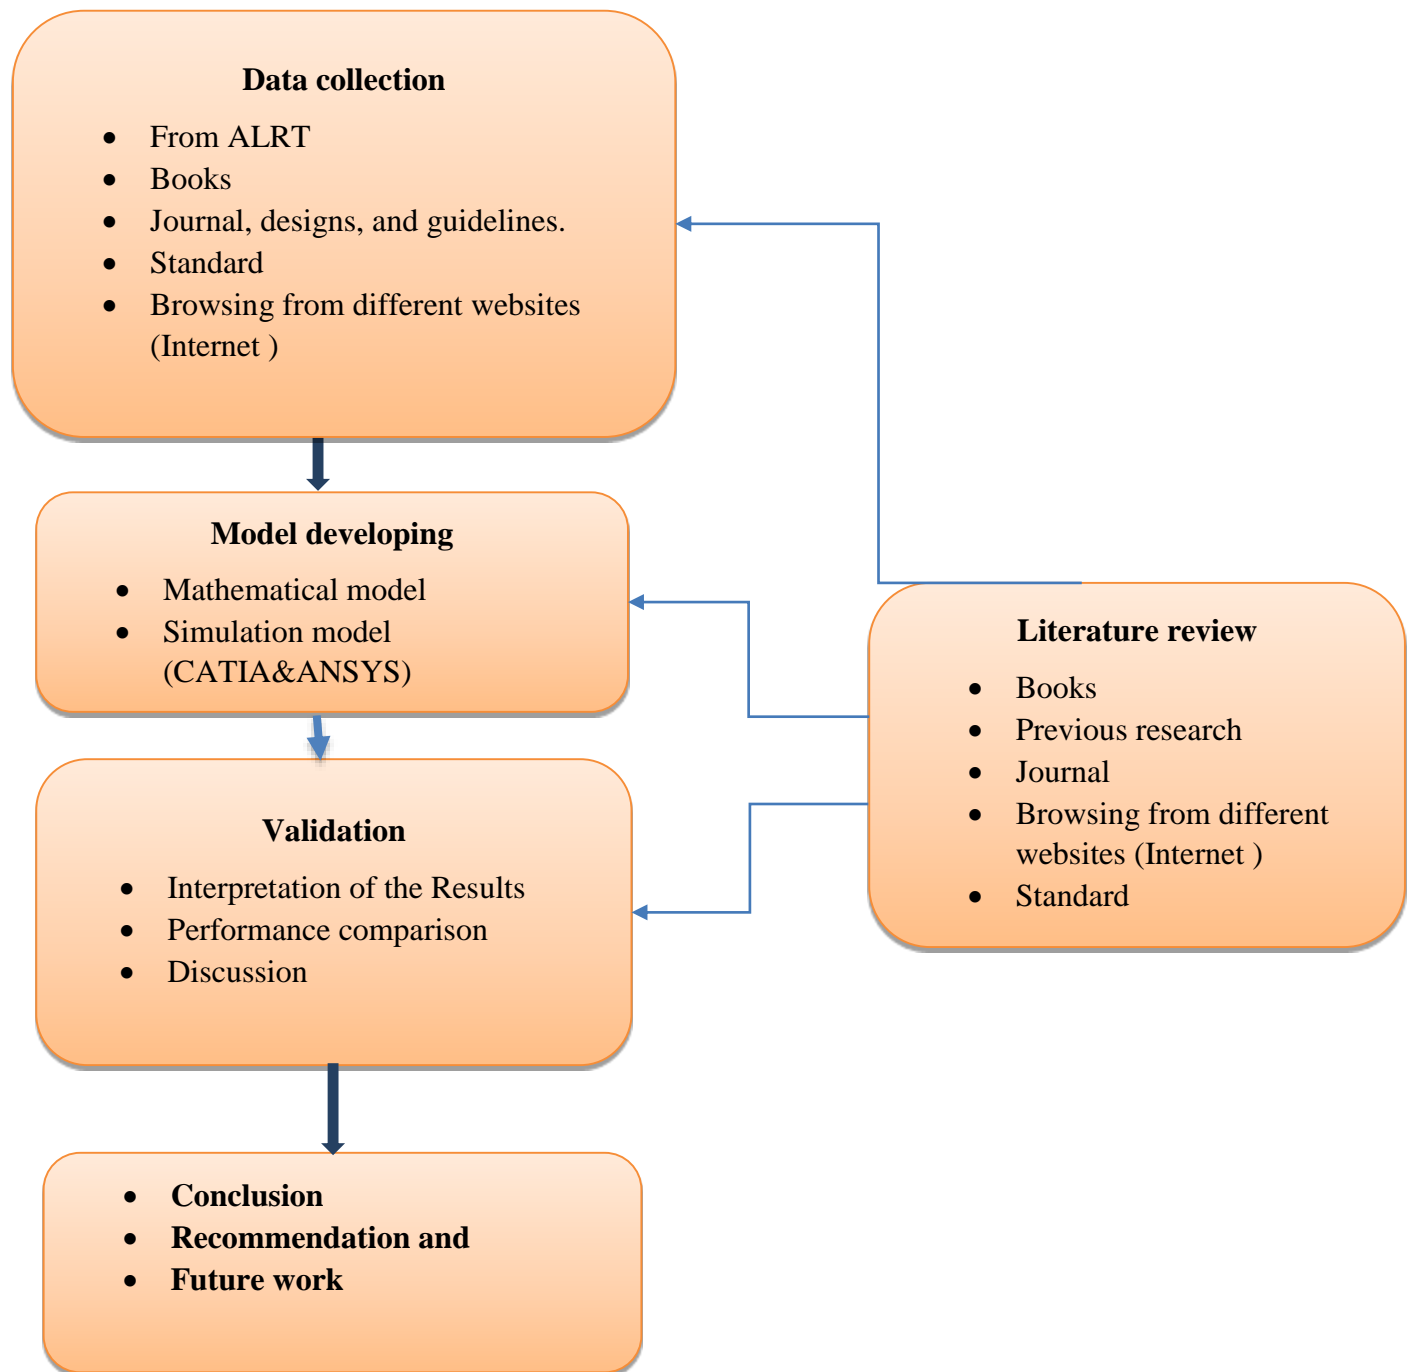 Data collection
• From ALRT
• Books
• Journal, designs, and guidelines.
• Standard
• Browsing from different websites
(Internet )
Model developing
• Mathematical model
• Simulation model
(CATIA&ANSYS)
Validation
• Interpretation of the Results
• Performance comparison
• Discussion
• Conclusion
• Recommendation and
• Future work
Literature review
• Books
• Previous research
• Journal
• Browsing from different
websites (Internet )
• Standard